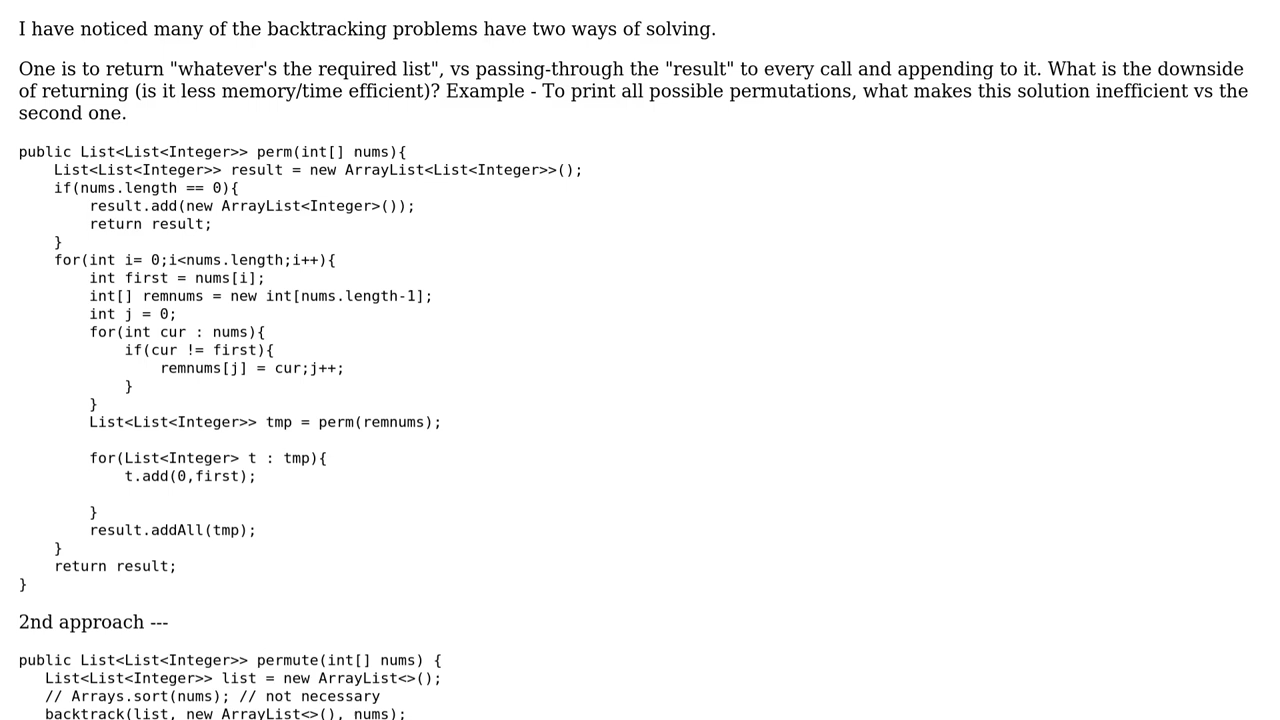 I have noticed many of the backtracking problems have two ways of solving.
One is to return "whatever's the required list", vs passing-through the "result" to every call and appending to it. What is the downside
of returning (is it less memory/time efficient)? Example - To print all possible permutations, what makes this solution inefficient vs the
second one.
public List<List<Integer>> perm(int[] nums){
    List<List<Integer>> result = new ArrayList<List<Integer>>();
    if(nums.length == 0){
        result.add(new ArrayList<Integer>());
        return result;
    }
    for(int i= 0;i<nums.length;i++){
        int first = nums[i];
        int[] remnums = new int[nums.length-1];
        int j = 0;
        for(int cur : nums){
            if(cur != first){
                remnums[j] = cur;j++;
            }
        }
        List<List<Integer>> tmp = perm(remnums);
        for(List<Integer> t : tmp){
            t.add(0,first);
        }
        result.addAll(tmp);
    }
    return result;
}
2nd approach ---
public List<List<Integer>> permute(int[] nums) {
   List<List<Integer>> list = new ArrayList<>();
   // Arrays.sort(nums); // not necessary
   backtrack(list, new ArrayList<>(), nums);